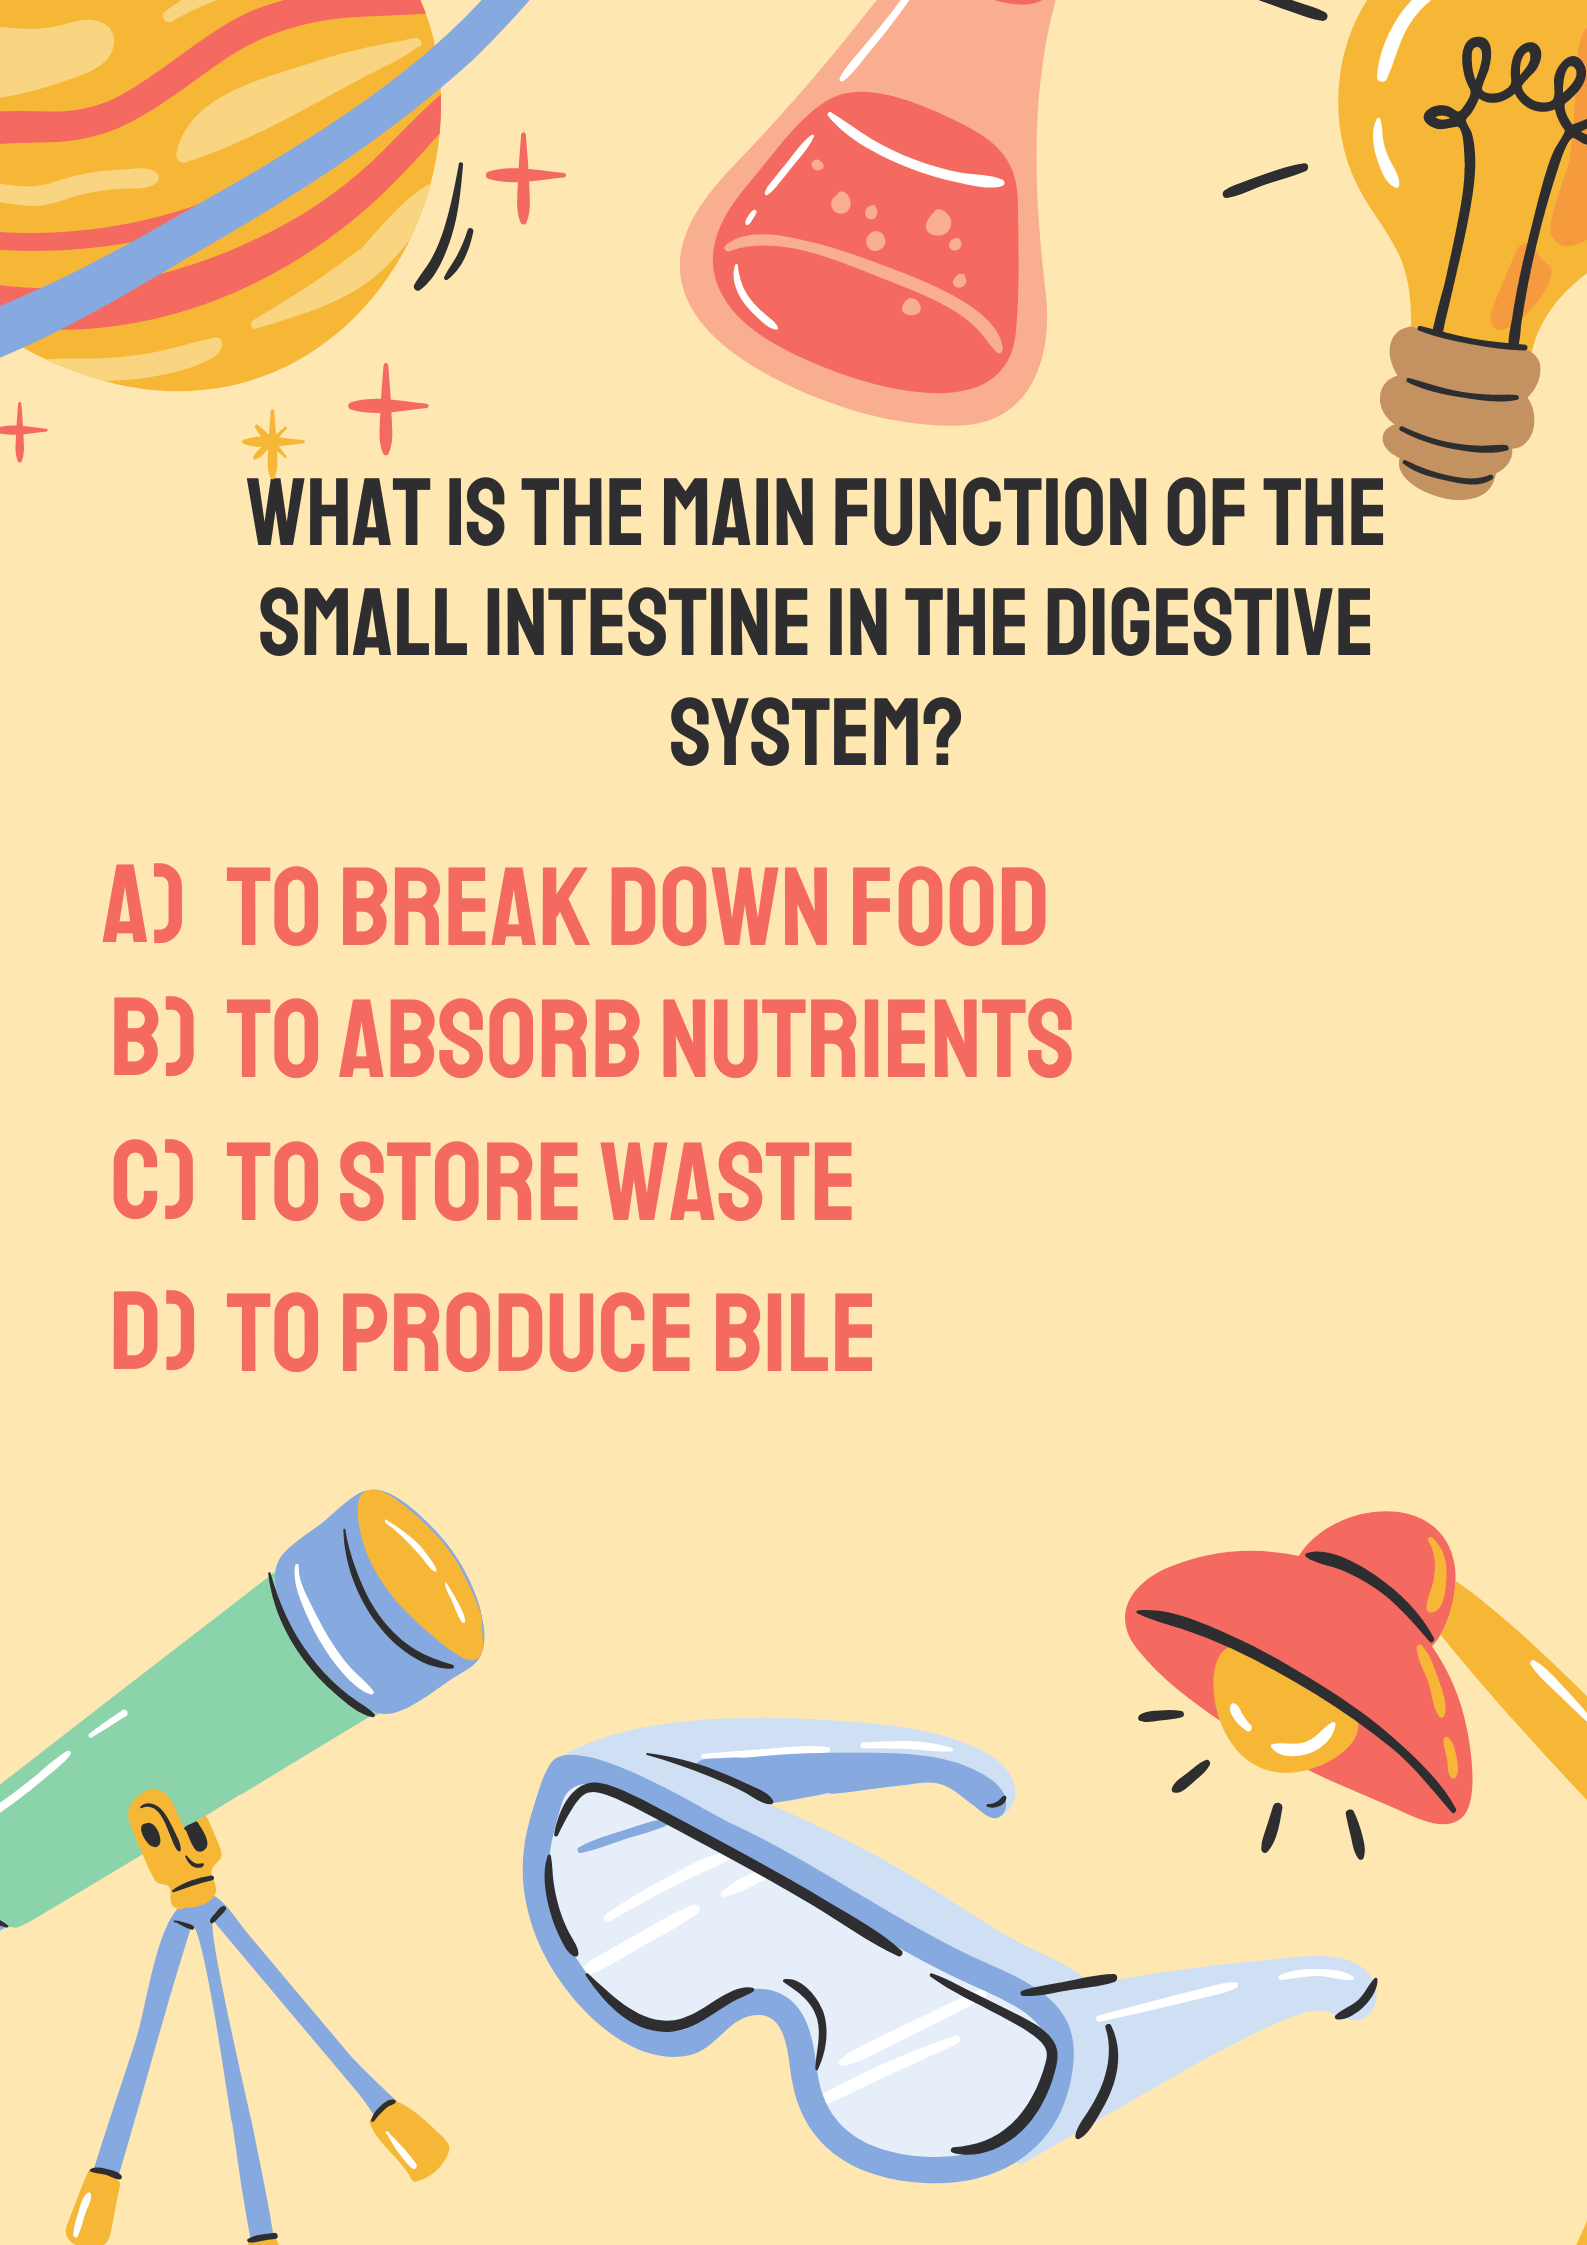 WHAT IS THE MAIN FUNCTION OF THE
SMALL INTESTINE IN THE DIGESTIVE
SYSTEM?
A) TO BREAK DOWN FOOD
B) TO ABSORB NUTRIENTS
C) TO STORE WASTE
D) TO PRODUCE BILE